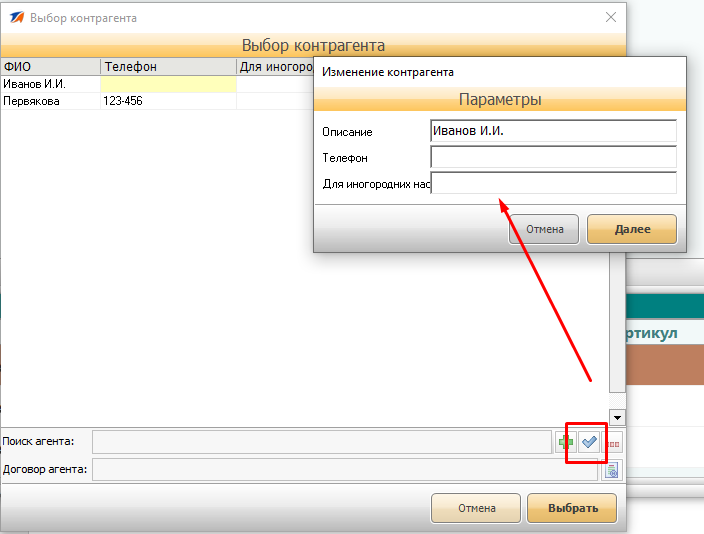 Выбор контрагента
Выбор контрагента
ФИО Телефон Для иногород
Иванов И.И.
Первякова 123-456
Изменение контрагента
Параметры
Описание Иванов И.И.
Телефон
Для иногородних нас
Отмена Далее
ртикул
Поиск агента:
Договор агента:
Отмена Выбрать